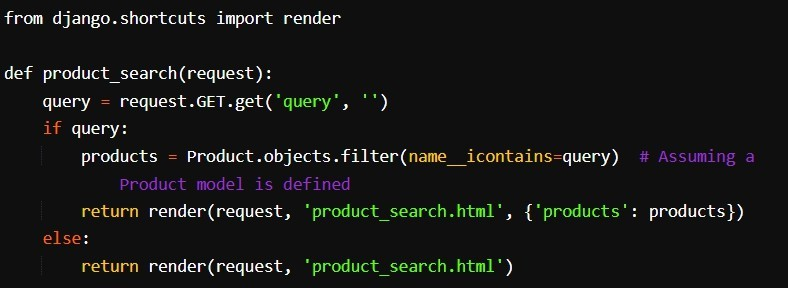 from django.shortcuts import render
def product_search(request):
query = request.GET.get('query', '')
if query:
products = Product.objects.filter(name__icontains=query)  # Assuming a
Product model is defined
return render(request, 'product_search.html', {'products': products})
else:
return render(request, 'product_search.html')